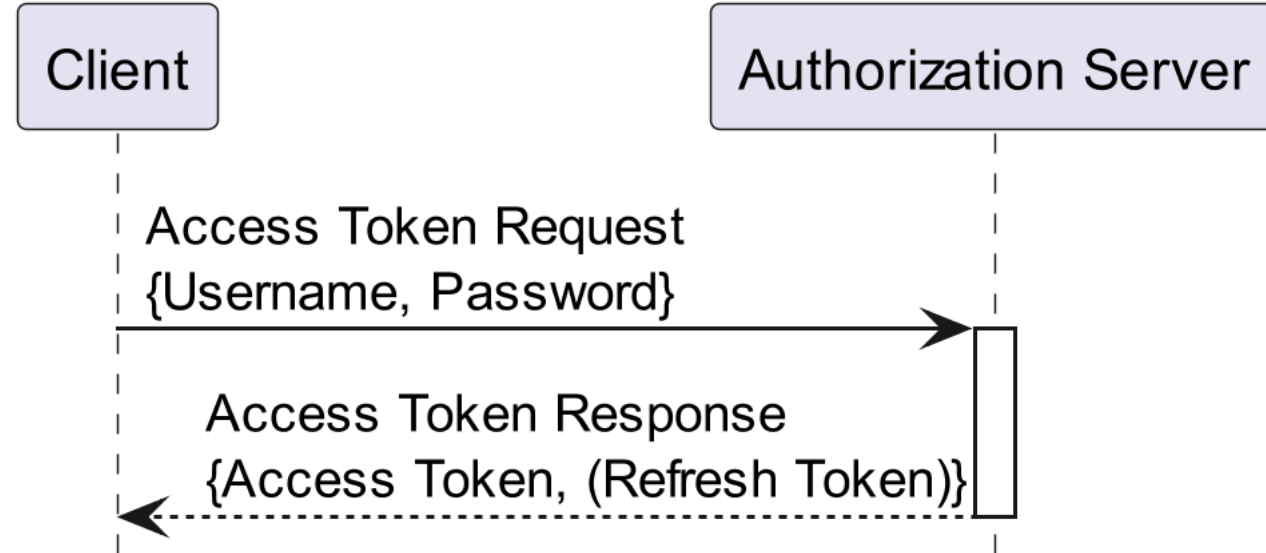 Client
Authorization Server
Access Token Request
{Username, Password}
Access Token Response
{Access Token, (Refresh Token)}